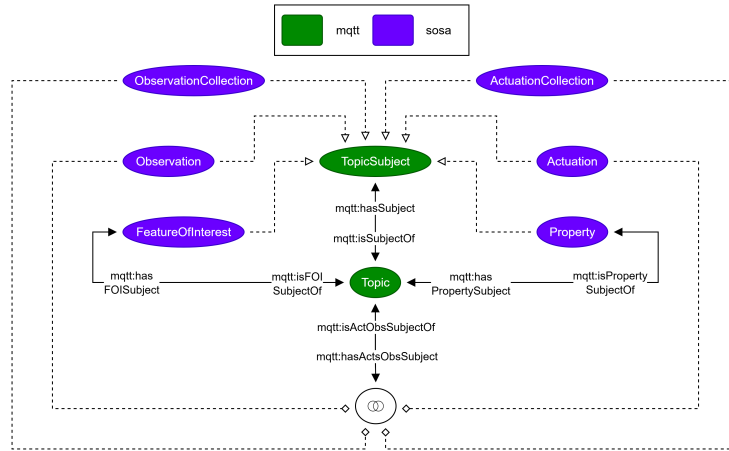 mqtt
sosa
ObservationCollection
ActuationCollection
Observation
TopicSubject
Actuation
mqtt:hasSubject
FeatureOfInterest
mqtt:isSubjectOf
Property
mqtt:has
FOISubject
mqtt:isFOI
SubjectOf
Topic
mqtt:has
PropertySubject
mqtt:isProperty
SubjectOf
mqtt:isActObsSubjectOf
mqtt:hasActsObsSubject